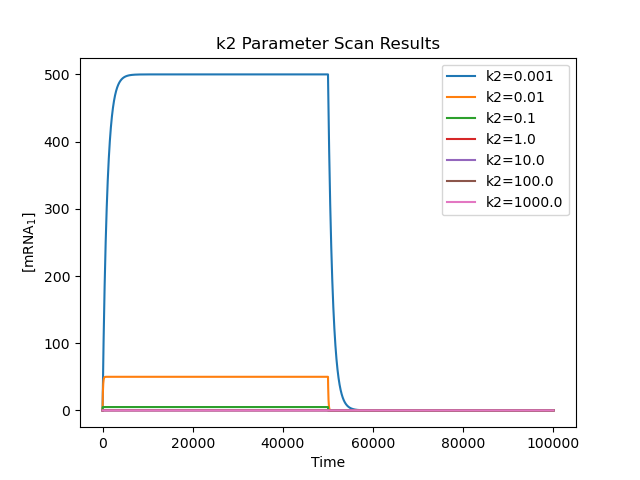 k2 Parameter Scan Results
[mRNA₁]
500
400
300
200
100
0
0 20000 40000 60000 80000 100000
Time
k2=0.001
k2=0.01
k2=0.1
k2=1.0
k2=10.0
k2=100.0
k2=1000.0